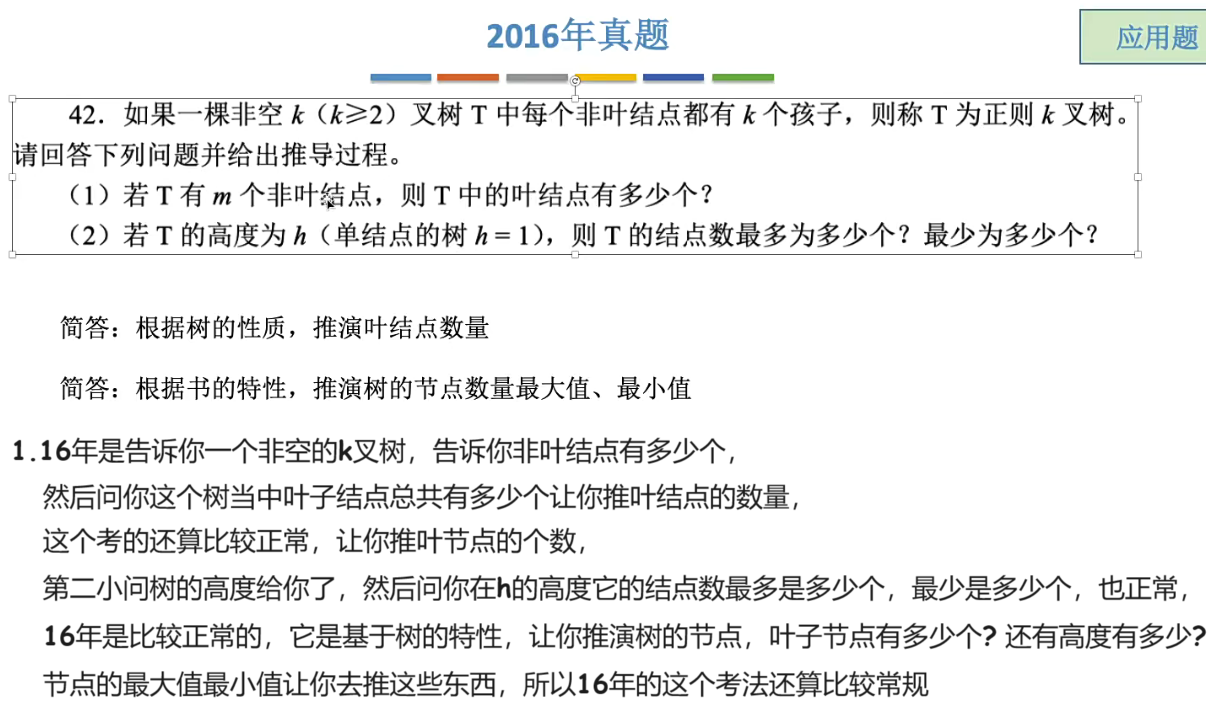 2016年真题
应用题
42. 如果一棵非空 k（k≥2）叉树 T 中每个非叶结点都有 k 个孩子，则称 T 为正则 k 叉树。
请回答下列问题并给出推导过程。
（1）若 T 有 m 个非叶结点，则 T 中的叶结点有多少个？
（2）若 T 的高度为 h（单结点的树 h = 1），则 T 的结点数最多为多少个？最少为多少个？
简答：根据树的性质，推演叶结点数量
简答：根据书的特性，推演树的节点数量最大值、最小值
1.16年是告诉你一个非空的k叉树，告诉你非叶结点有多少个，
然后问你这个树当中叶子结点总共有多少个让你推叶结点的数量，
这个考的还算比较正常，让你推叶节点的个数，
第二小问树的高度给你了，然后问你在h的高度它的结点数最多是多少个，最少是多少个，也正常，
16年是比较正常的，它是基于树的特性，让你推演树的节点，叶子节点有多少个? 还有高度有多少?
节点的最大值最小值让你去推这些东西，所以16年的这个考法还算比较常规